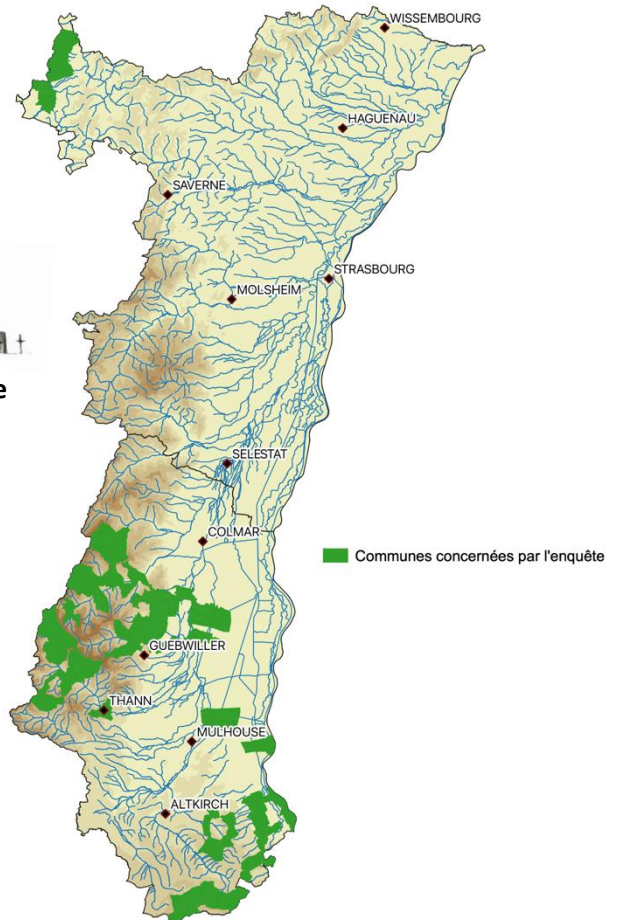 WISSEMBOURG
HAGUENAU
SAVERNE
STRASBOURG
MOLSHEIM
e
SELESTAT
COLMAR
Communes concernées par l'enquête
GUEBWILLER
THANN
MULHOUSE
ALTKIRCH